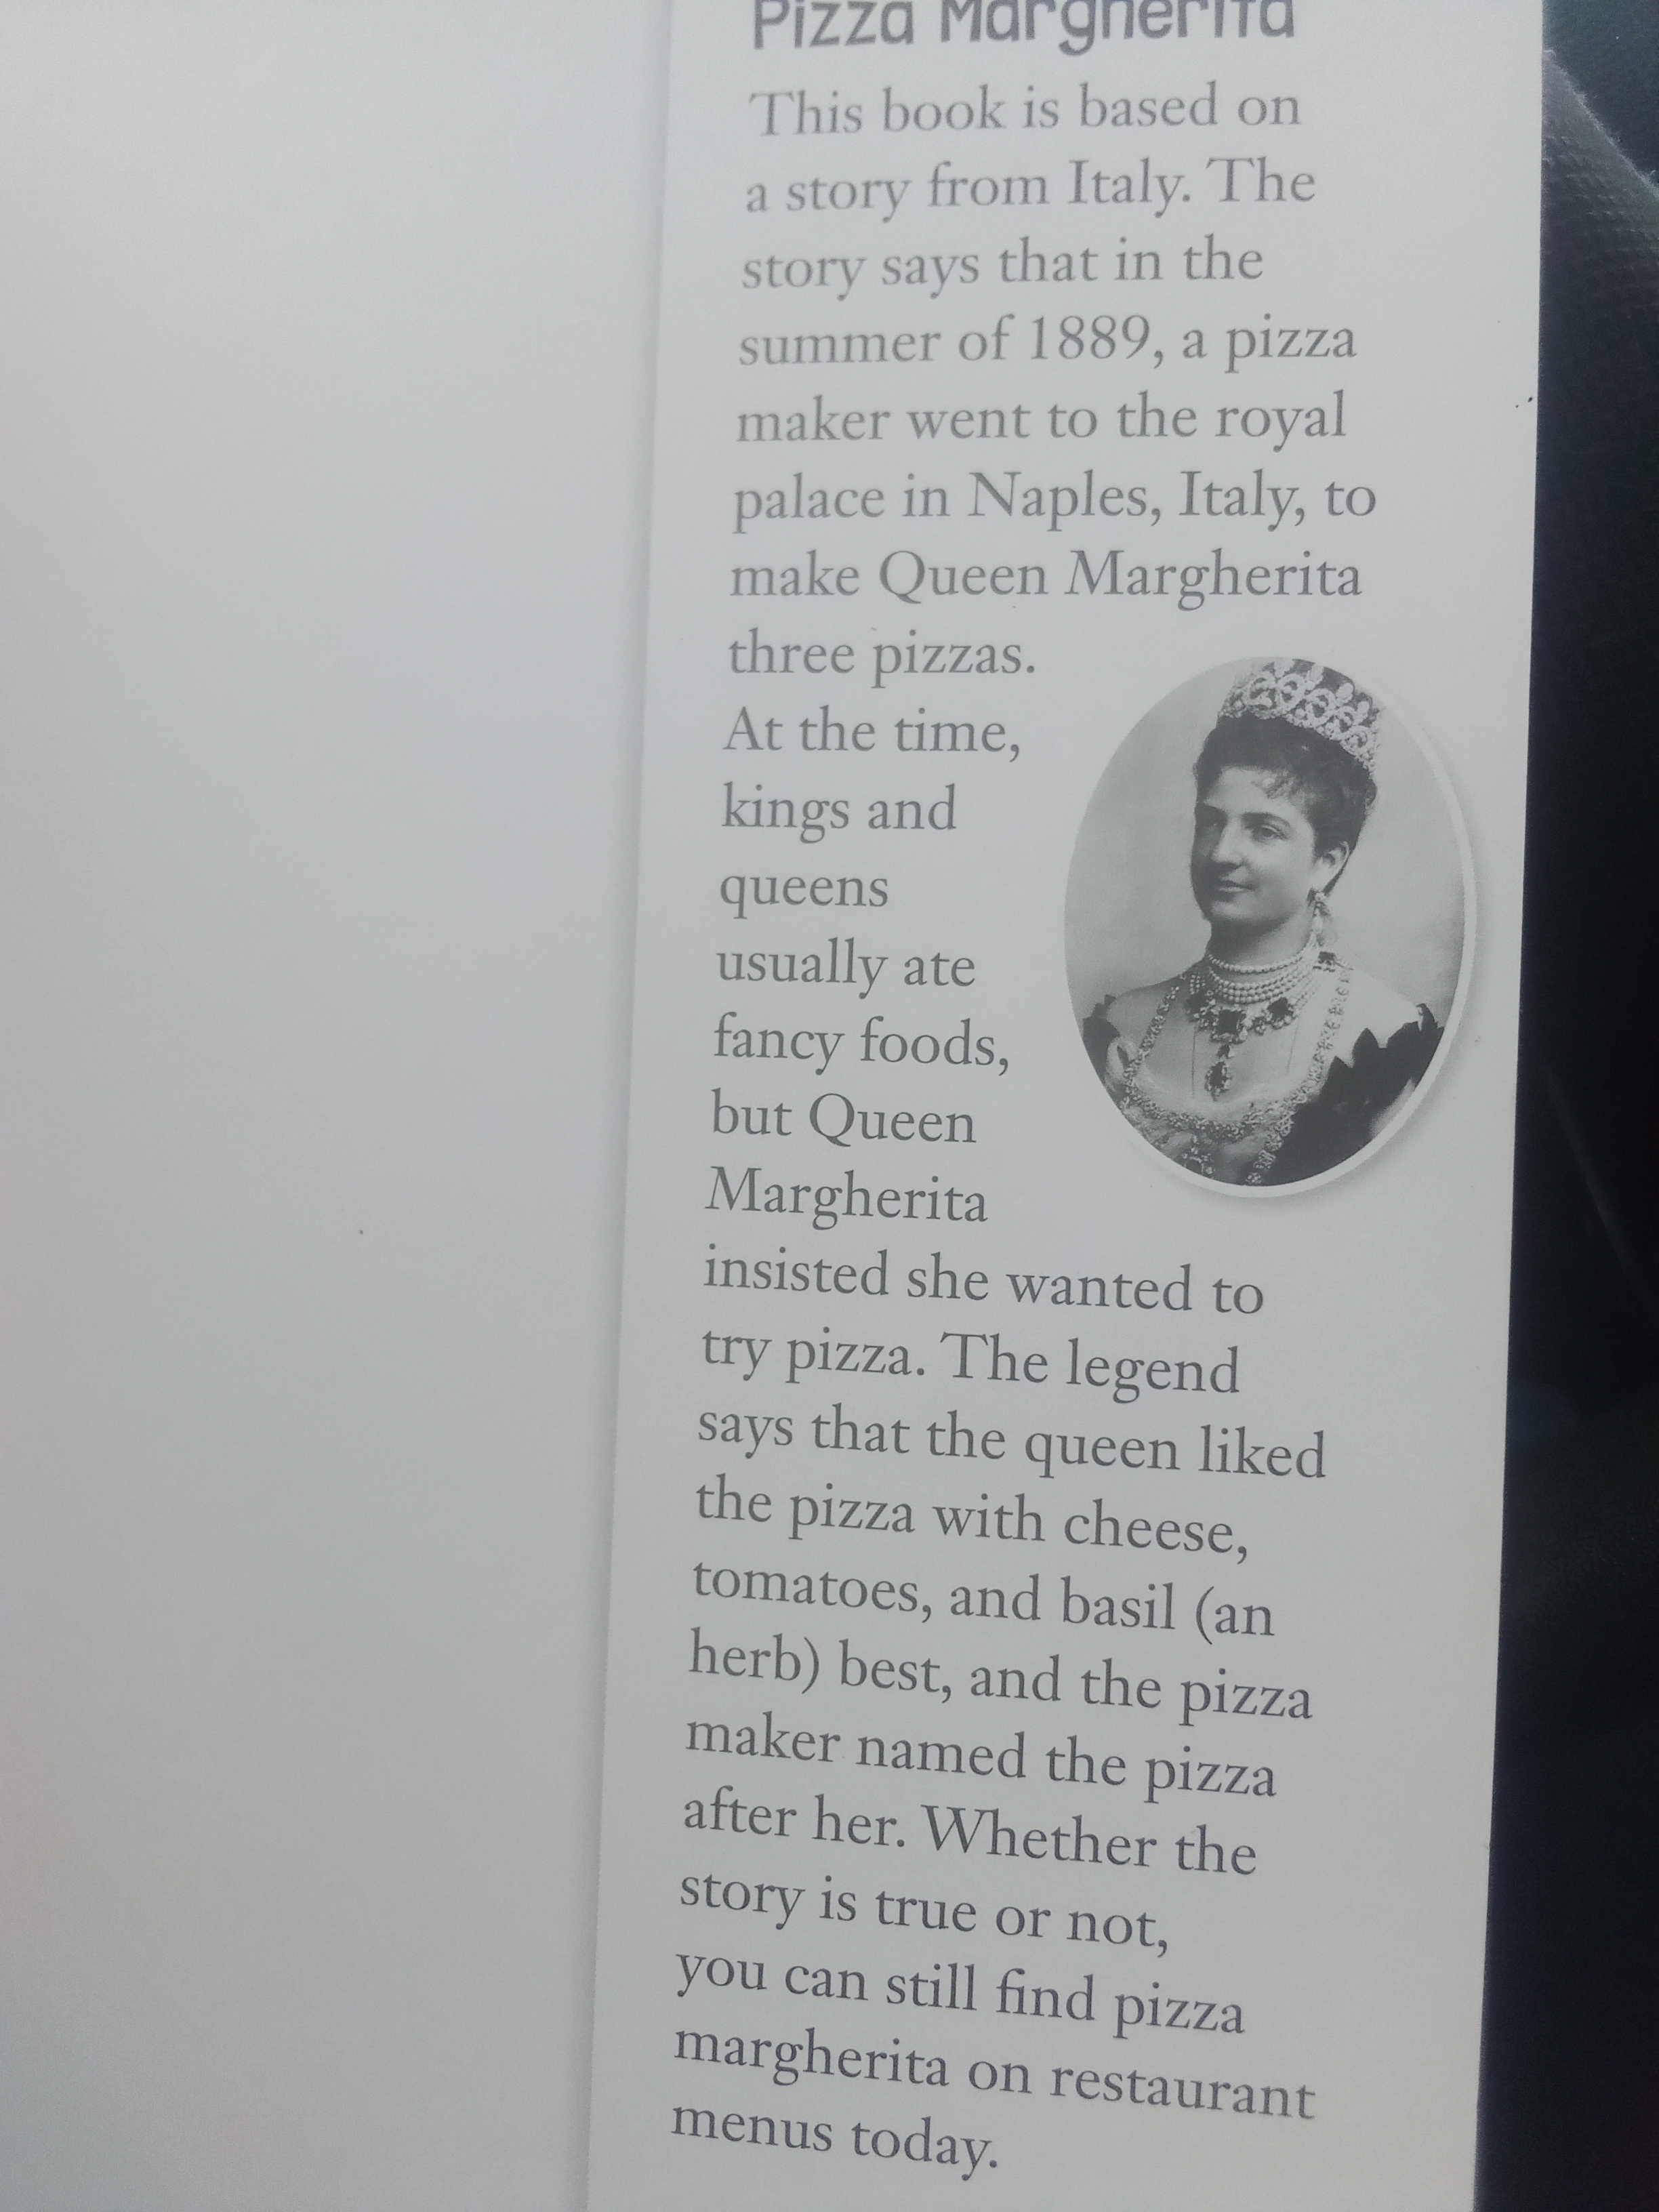 Pizza Margherita
This book is based on
a story from Italy. The
story says that in the
summer of 1889, a pizza
maker went to the royal
palace in Naples, Italy, to
make Queen Margherita
three pizzas.
At the time,
kings and
queens
usually ate
fancy foods,
but Queen
Margherita
insisted she wanted to
try pizza. The legend
says that the queen liked
the pizza with cheese,
tomatoes, and basil (an
herb) best, and the pizza
maker named the pizza
after her. Whether the
story is true or not,
you can still find pizza
margherita on restaurant
menus today.